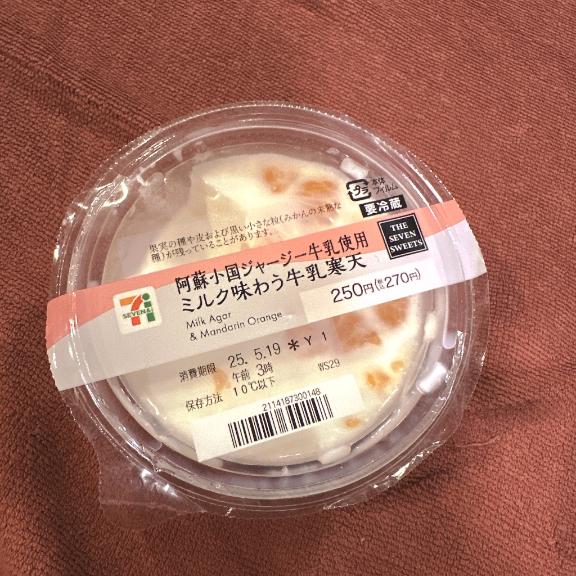 プラ
本体
フィルム
要冷蔵
果実の種や皮および黒い小さな粒(みかんの未熟な
種)が残っていることがあります。
THE
SEVEN
SWEETS
阿蘇小国ジャージー牛乳使用
ミルク味わう牛乳寒天
250円(税込270円)
SEVEN&i
Milk Agar
& Mandarin Orange
消費期限 25. 5.19 *Y 1
午前 3時 WS29
保存方法 10℃以下
2114187300148